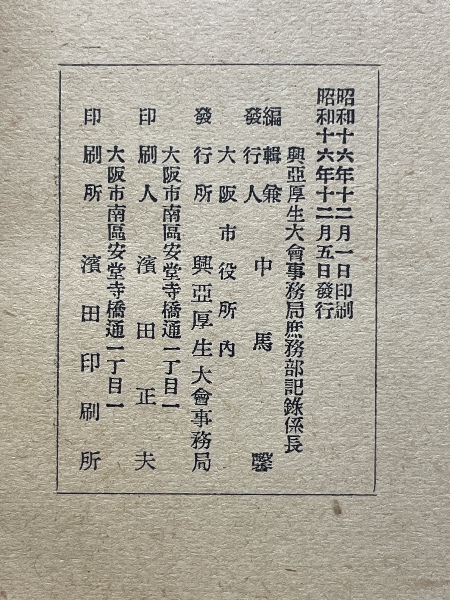 昭和十六年十二月一日印刷
昭和十六年十二月五日發行
興亞厚生大會事務局庶務部記錄係長
編輯兼
發行人 中馬馨
大阪市役所内
發行所 興亞厚生大會事務局
大阪市南區安堂寺橋通一丁目一
印刷人 濱田正夫
大阪市南區安堂寺橋通一丁目一
印刷所 濱田印刷所